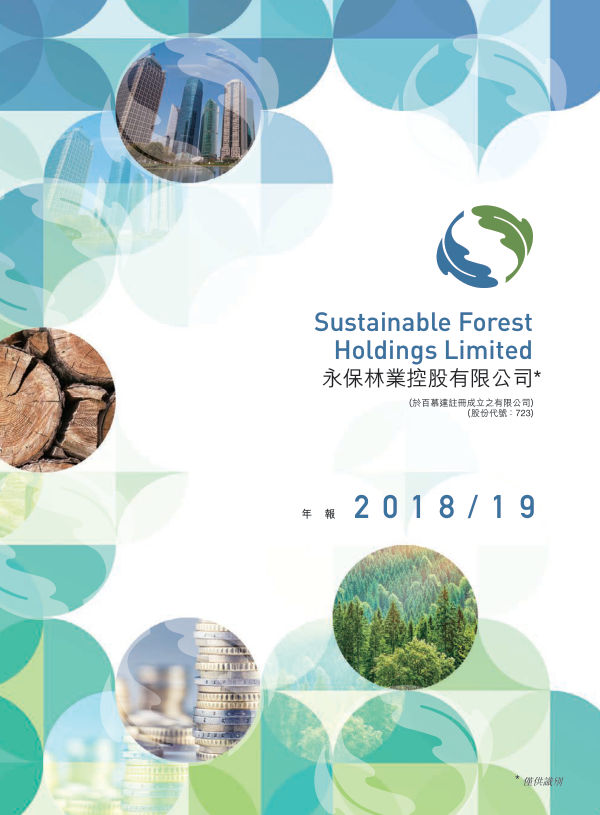 Sustainable Forest
Holdings Limited
永保林業控股有限公司*
(於百慕達註冊成立之有限公司)
(股份代號：723)
年 報 2018/19
* 僅供識別